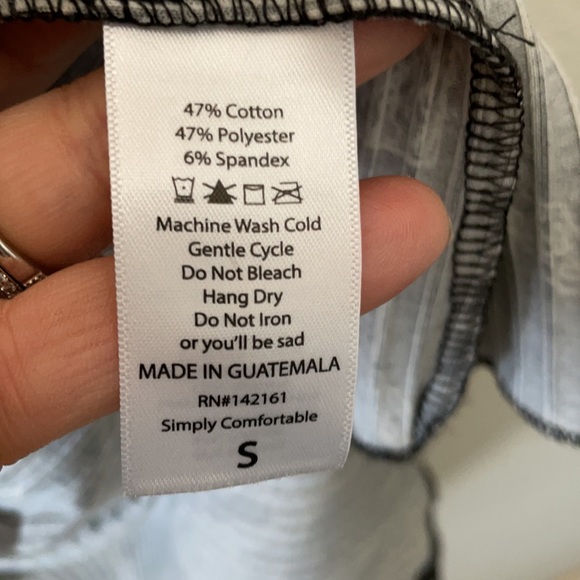 47% Cotton
47% Polyester
6% Spandex
Machine Wash Cold
Gentle Cycle
Do Not Bleach
Hang Dry
Do Not Iron
or you'll be sad
MADE IN GUATEMALA
RN#142161
Simply Comfortable
S